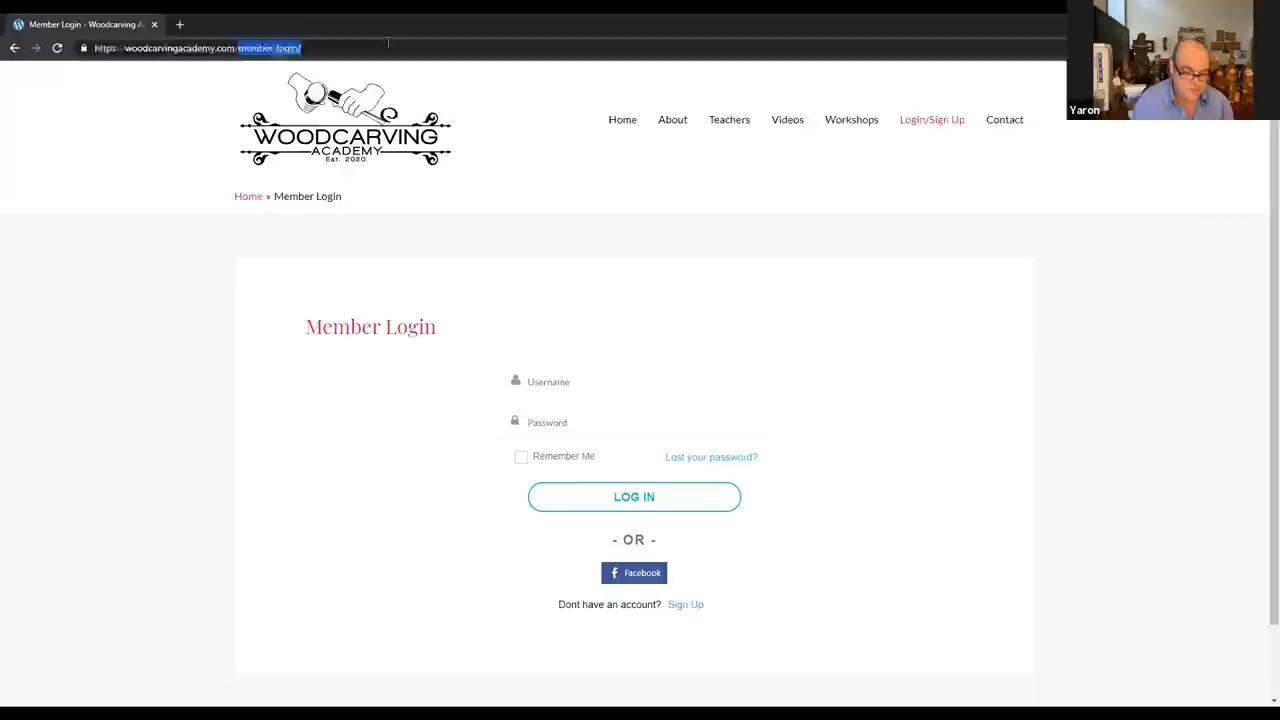 Member Login - Woodcarving A
https woodcarvingacademy.com/member-login/
Yaron
WOODCARVING
ACADEMY
Est. 2020
Home About Teachers Videos Workshops Login/Sign Up Contact
Home » Member Login
Member Login
Username
Password
Remember Me Lost your password?
LOG IN
- OR -
f Facebook
Dont have an account? Sign Up